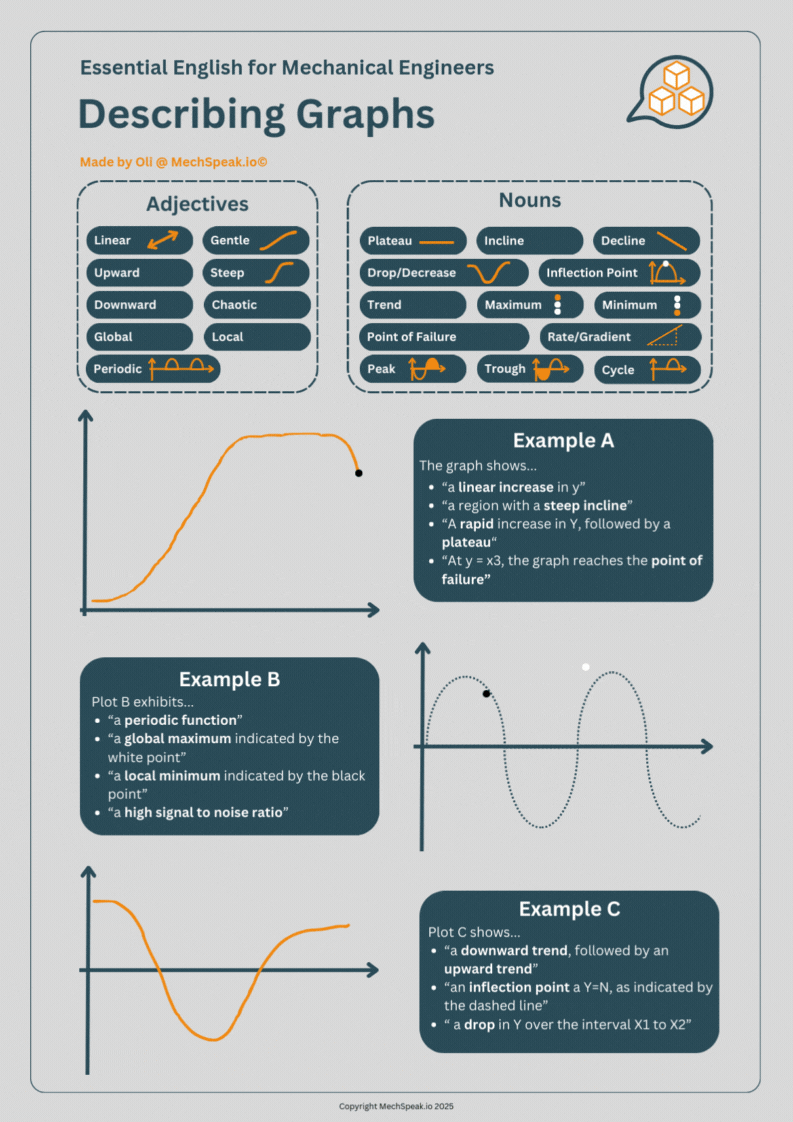 Essential English for Mechanical Engineers
Describing Graphs
Made by Oli @ MechSpeak.io©
Adjectives
Linear
Gentle
Upward
Steep
Downward
Chaotic
Global
Local
Periodic
Nouns
Plateau
Incline
Decline
Drop/Decrease
Inflection Point
Trend
Maximum
Minimum
Point of Failure
Rate/Gradient
Peak
Trough
Cycle
Example A
The graph shows...
• “a linear increase in y”
• “a region with a steep incline”
• “A rapid increase in Y, followed by a
plateau“
• “At y = x3, the graph reaches the point of
failure”
Example B
Plot B exhibits...
• “a periodic function”
• “a global maximum indicated by the
white point”
• “a local minimum indicated by the black
point”
• “a high signal to noise ratio”
Example C
Plot C shows...
• “a downward trend, followed by an
upward trend”
• “an inflection point a Y=N, as indicated by
the dashed line”
• “ a drop in Y over the interval X1 to X2”
Copyright MechSpeak.io 2025